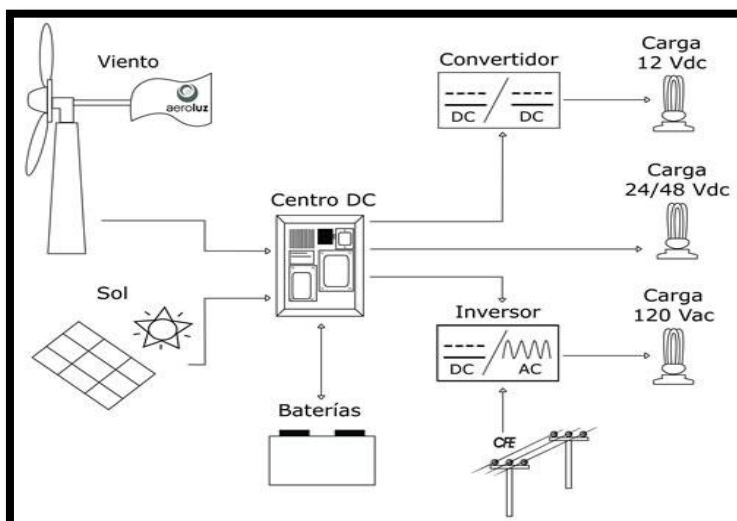 Viento
aeroluz
Convertidor
DC
DC
Carga
12 Vdc
Centro DC
Carga
24/48 Vdc
Sol
Inversor
DC
AC
Carga
120 Vac
Baterías
CFE